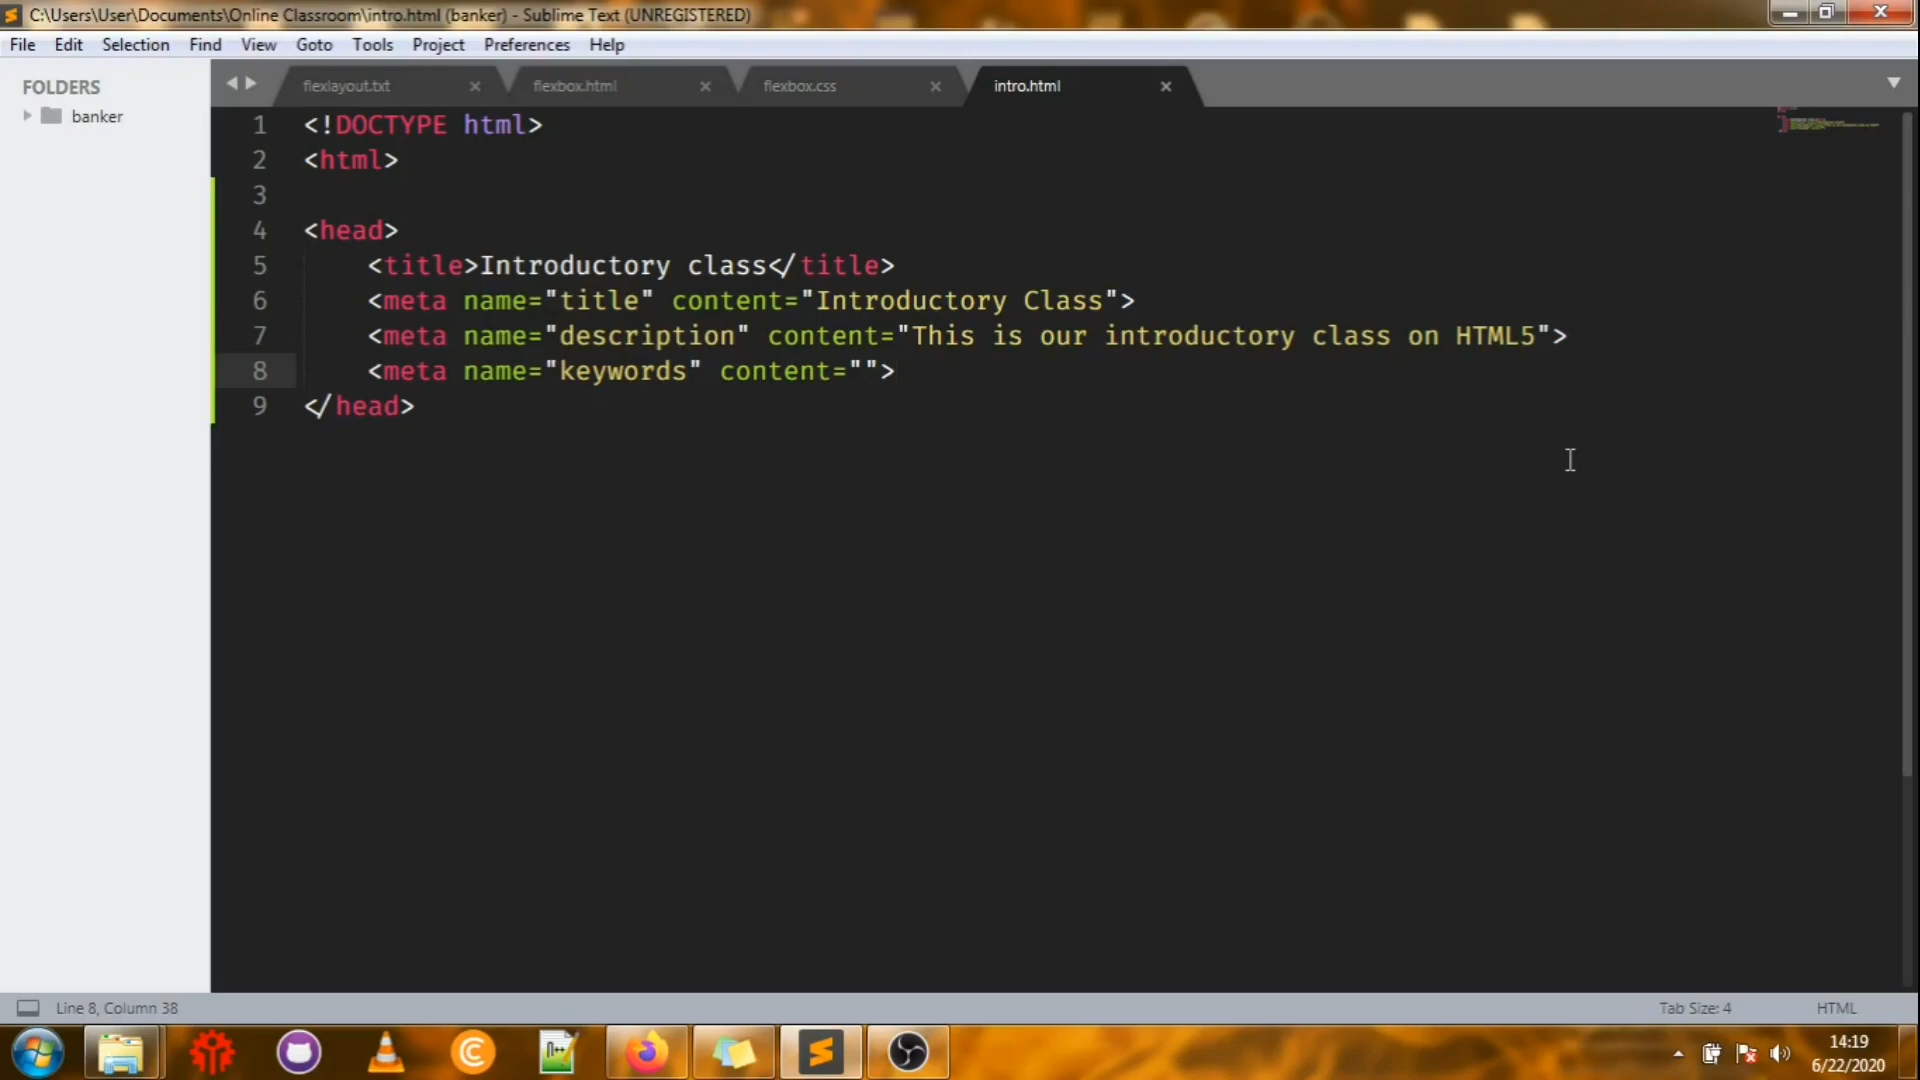 C:\Users\User\Documents\Online Classroom\intro.html (banker) - Sublime Text (UNREGISTERED)
File Edit Selection Find View Goto Tools Project Preferences Help
FOLDERS
banker
flexlayout.txt flexbox.html flexbox.css intro.html
1 <!DOCTYPE html>
2 <html>
3
4 <head>
5 <title>Introductory class</title>
6 <meta name="title" content="Introductory Class">
7 <meta name="description" content="This is our introductory class on HTML5">
8 <meta name="keywords" content="">
9 </head>
Line 8, Column 38 Tab Size: 4 HTML
14:19
6/22/2020